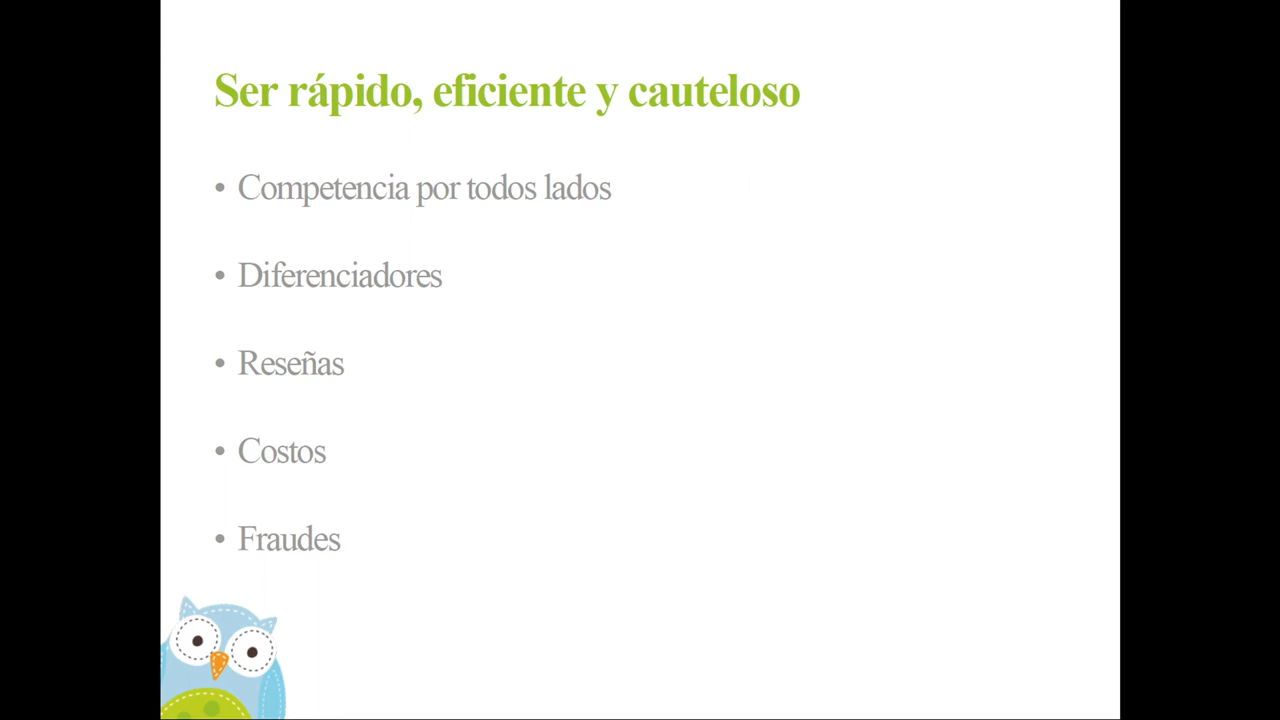 Ser rápido, eficiente y cauteloso
• Competencia por todos lados
• Diferenciadores
• Reseñas
• Costos
• Fraudes